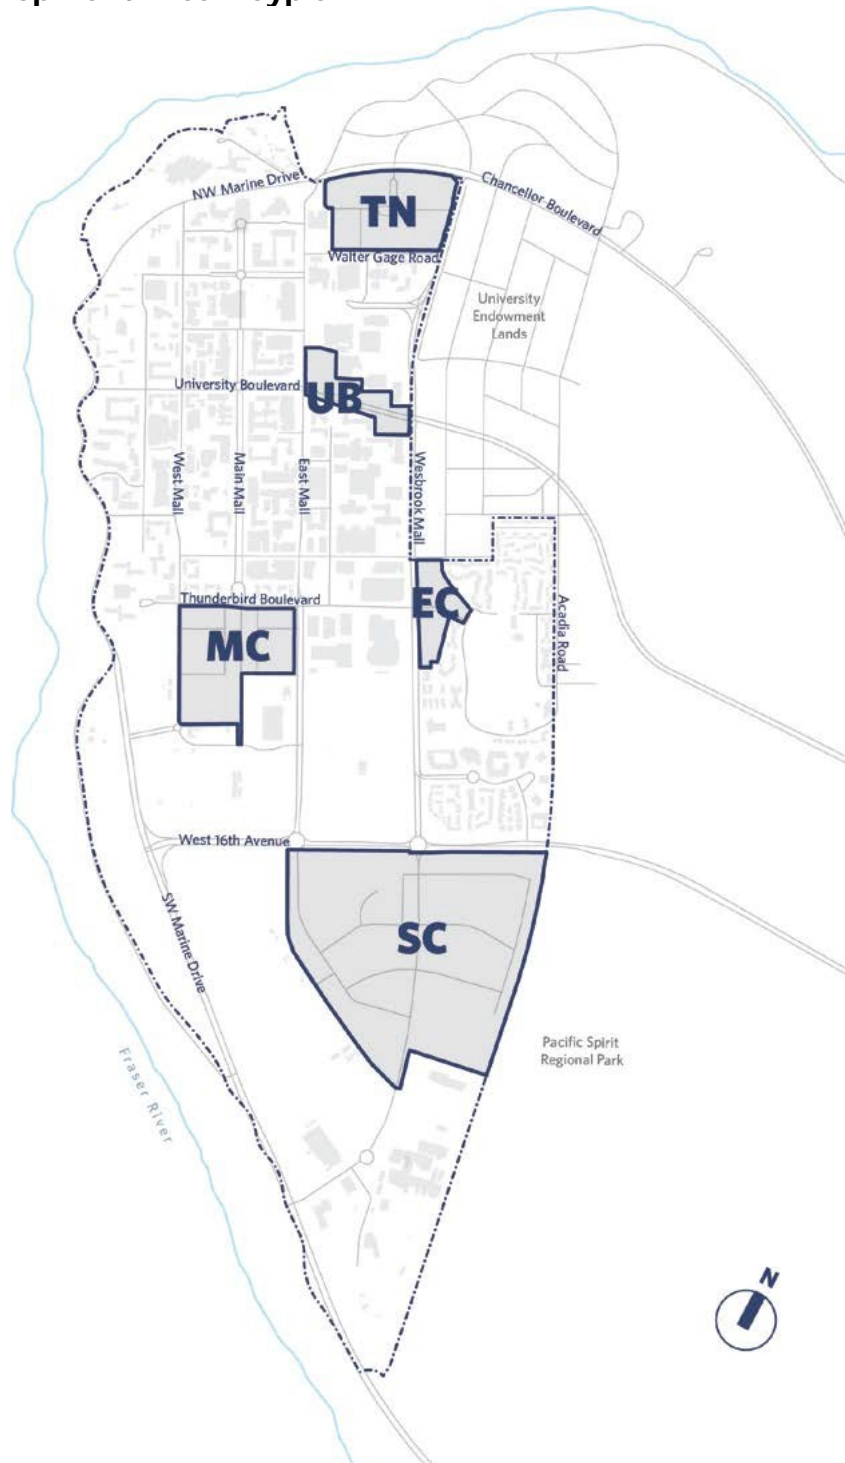 NW Marine Drive
Chancellor Boulevard
TN
Walter Gage Road
University
Endowment
Lands
University Boulevard
UB
West Mall
Main Mall
East Mall
Wesbrook Mall
Thunderbird Boulevard
EC
MC
Acadia Road
West 16th Avenue
SW Marine Drive
SC
Pacific Spirit
Regional Park
Fraser River
N